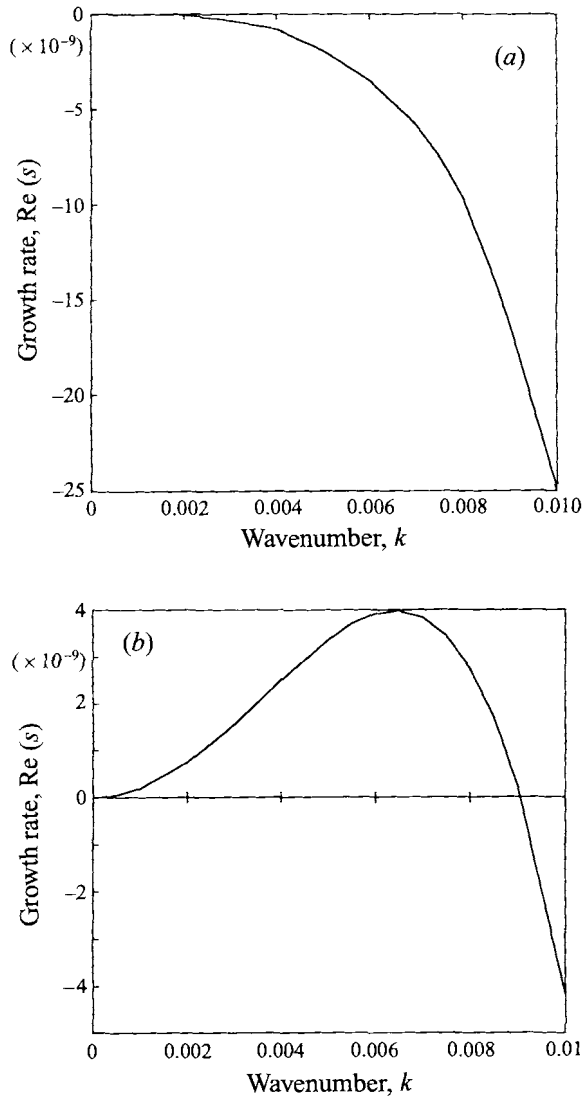 0
(× 10⁻⁹)
(a)
−5
−10
−15
−20
−25
Growth rate, Re (s)
0 0.002 0.004 0.006 0.008 0.010
Wavenumber, k
4
(b)
(× 10⁻⁹)
2
0
−2
−4
Growth rate, Re (s)
0 0.002 0.004 0.006 0.008 0.01
Wavenumber, k